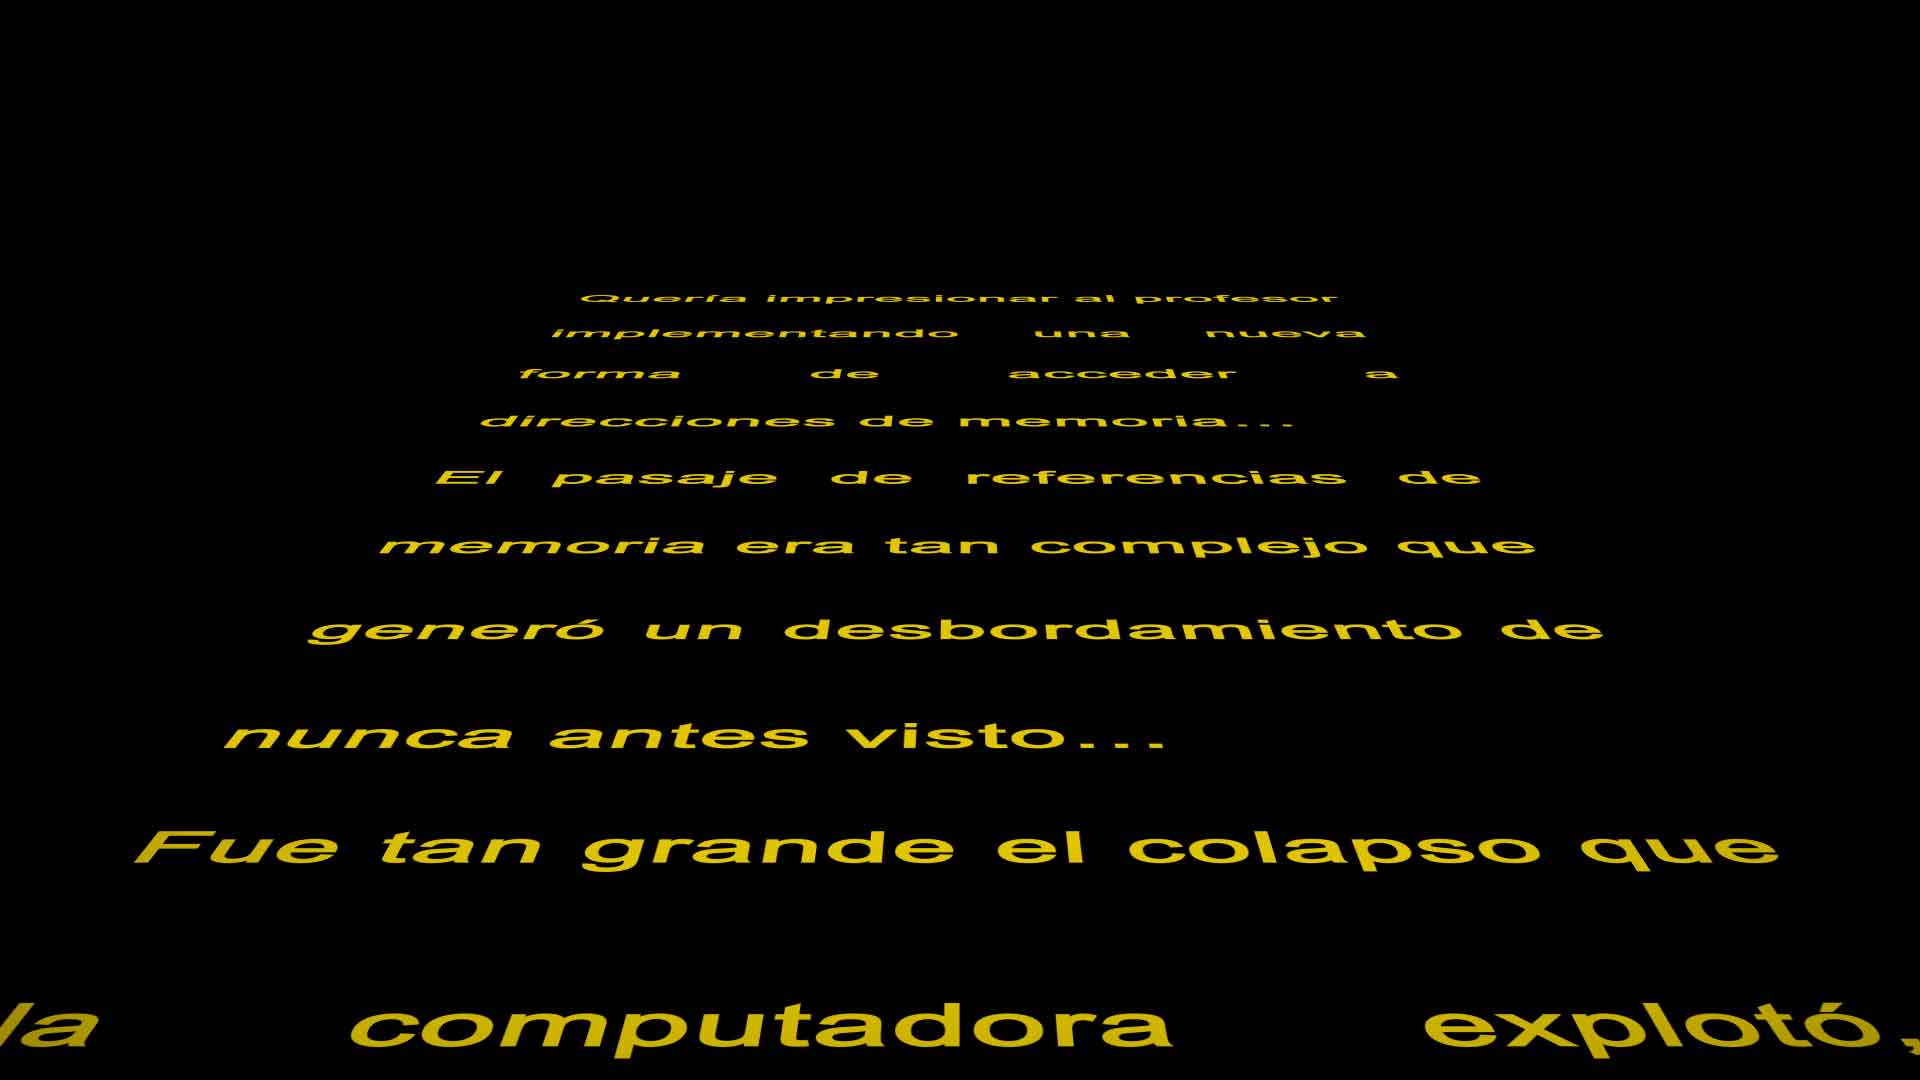 Quería impresionar al profesor
implementando una nueva
forma de acceder a
direcciones de memoria...
El pasaje de referencias de
memoria era tan complejo que
generó un desbordamiento de
nunca antes visto...
Fue tan grande el colapso que
la computadora explotó,